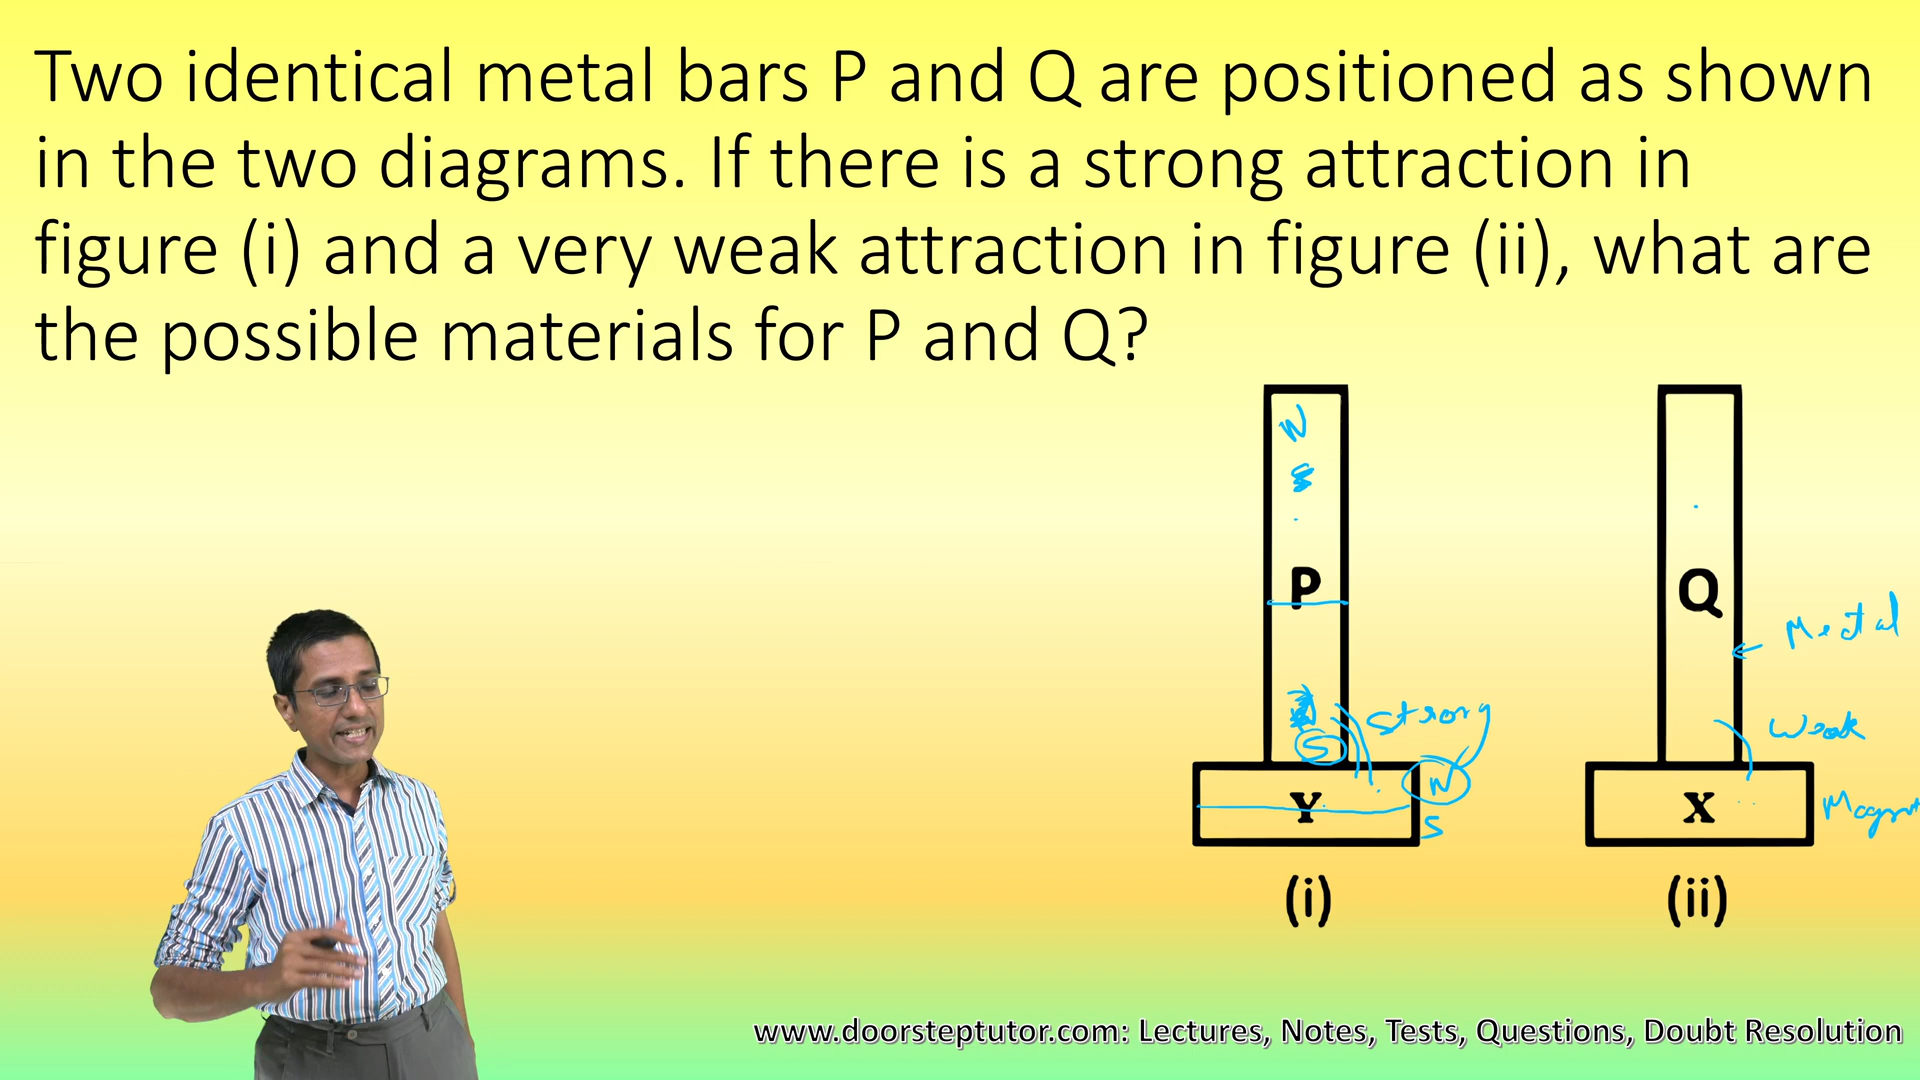 Two identical metal bars P and Q are positioned as shown
in the two diagrams. If there is a strong attraction in
figure (i) and a very weak attraction in figure (ii), what are
the possible materials for P and Q?
N
S
P
Q
Metal
Strong
Weak
S
N
Y
X
S
(i)
(ii)
www.doorsteptutor.com: Lectures, Notes, Tests, Questions, Doubt Resolution